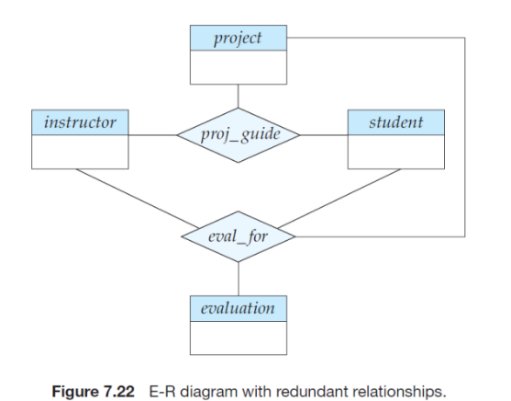 project
instructor
proj_guide
student
eval_for
evaluation
Figure 7.22 E-R diagram with redundant relationships.